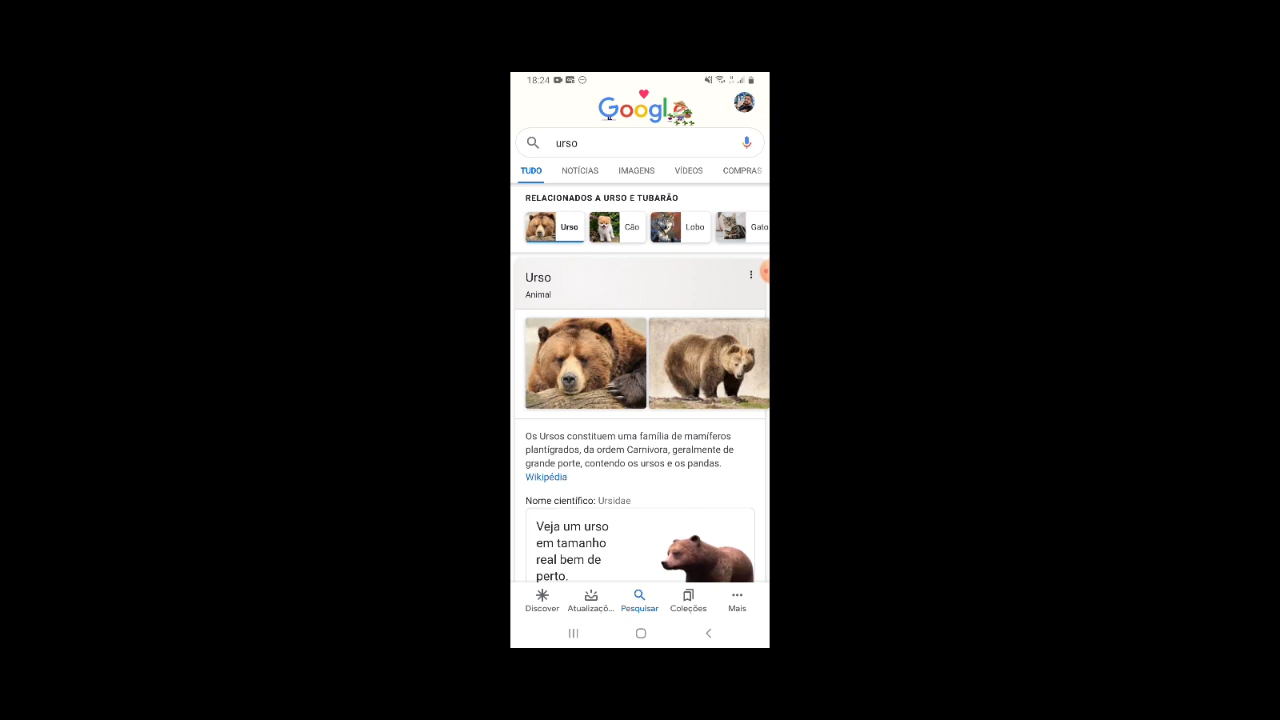 18:24
Googl
urso
TUDO NOTÍCIAS IMAGENS VÍDEOS COMPRAS
RELACIONADOS A URSO E TUBARÃO
Urso Cão Lobo Gato
Urso
Animal
Os Ursos constituem uma família de mamíferos
plantígrados, da ordem Carnivora, geralmente de
grande porte, contendo os ursos e os pandas.
Wikipédia
Nome científico: Ursidae
Veja um urso
em tamanho
real bem de
perto.
Discover Atualizaçõ... Pesquisar Coleções Mais